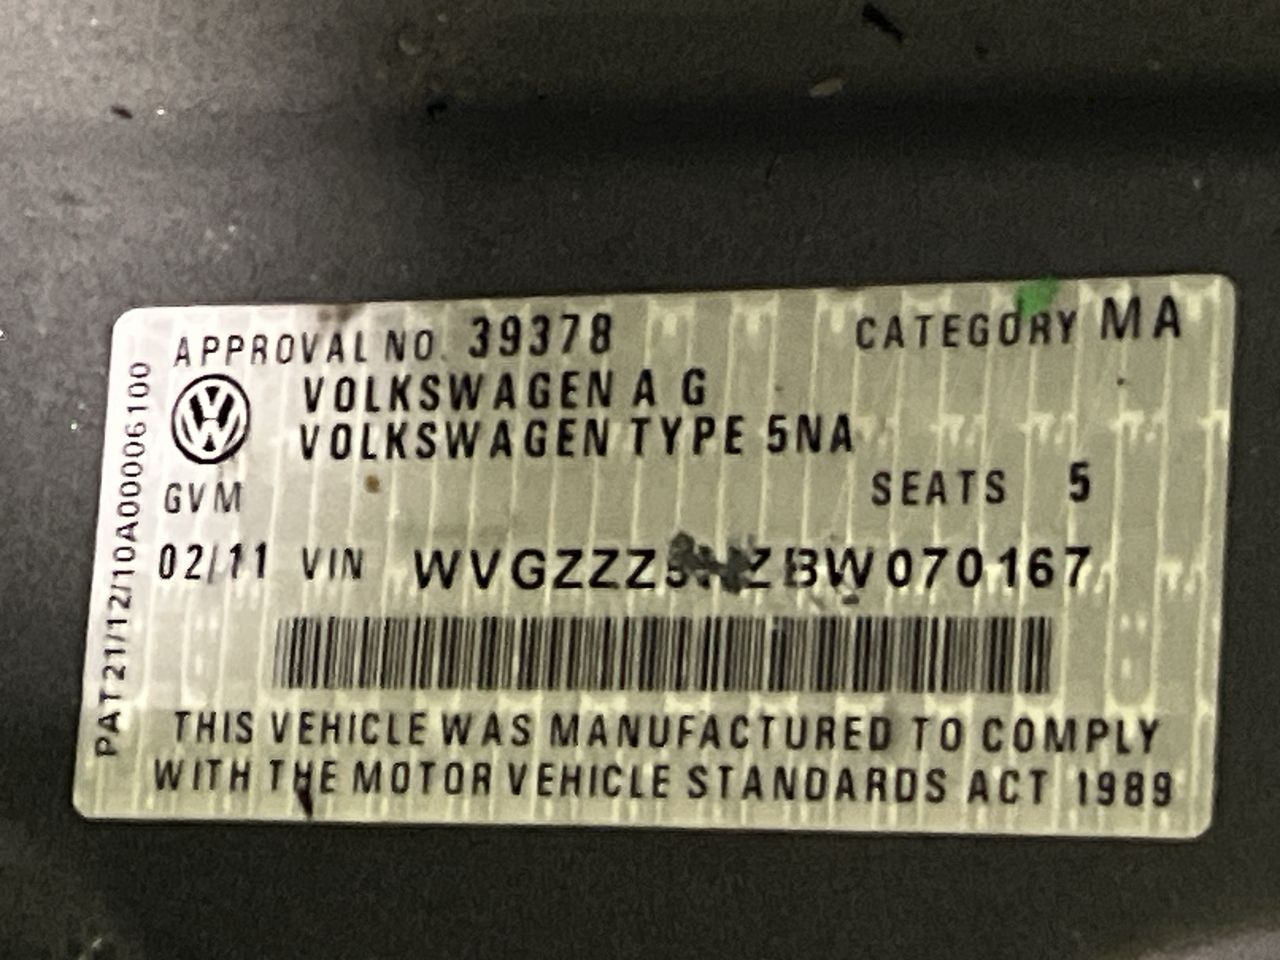 APPROVAL NO. 39378 CATEGORY MA
VOLKSWAGEN A G
VOLKSWAGEN TYPE 5NA
GVM SEATS 5
02/11 VIN
THIS VEHICLE WAS MANUFACTURED TO COMPLY
WITH THE MOTOR VEHICLE STANDARDS ACT 1989
PAT21/12/10A00006100